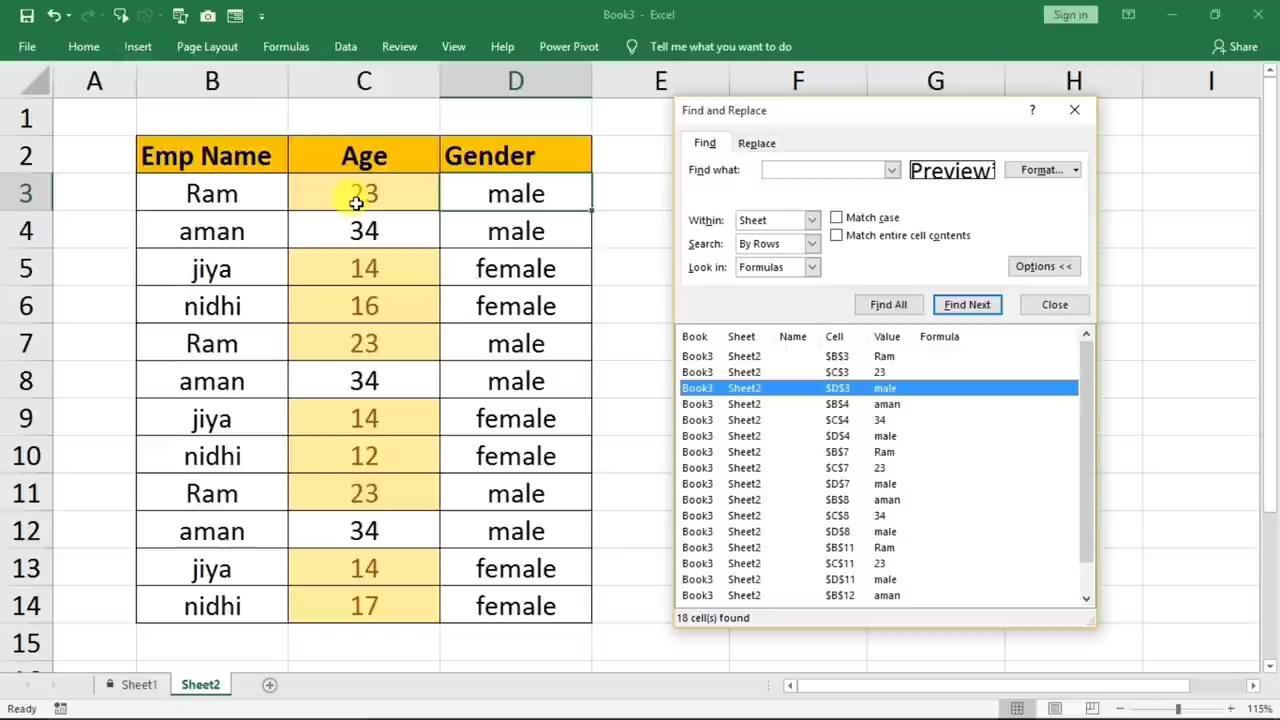 Book3 - Excel
Sign in
File Home Insert Page Layout Formulas Data Review View Help Power Pivot Tell me what you want to do Share
A B C D E F G H I
1
2 Emp Name Age Gender
3 Ram 23 male
4 aman 34 male
5 jiya 14 female
6 nidhi 16 female
7 Ram 23 male
8 aman 34 male
9 jiya 14 female
10 nidhi 12 female
11 Ram 23 male
12 aman 34 male
13 jiya 14 female
14 nidhi 17 female
15
Find and Replace ?
Find Replace
Find what: Preview* Format...
Within: Sheet Match case
Search: By Rows Match entire cell contents
Look in: Formulas Options <<
Find All Find Next Close
Book Sheet Name Cell Value Formula
Book3 Sheet2 $B$3 Ram
Book3 Sheet2 $C$3 23
Book3 Sheet2 $D$3 male
Book3 Sheet2 $B$4 aman
Book3 Sheet2 $C$4 34
Book3 Sheet2 $D$4 male
Book3 Sheet2 $B$7 Ram
Book3 Sheet2 $C$7 23
Book3 Sheet2 $D$7 male
Book3 Sheet2 $B$8 aman
Book3 Sheet2 $C$8 34
Book3 Sheet2 $D$8 male
Book3 Sheet2 $B$11 Ram
Book3 Sheet2 $C$11 23
Book3 Sheet2 $D$11 male
Book3 Sheet2 $B$12 aman
18 cell(s) found
Sheet1 Sheet2
Ready 115%